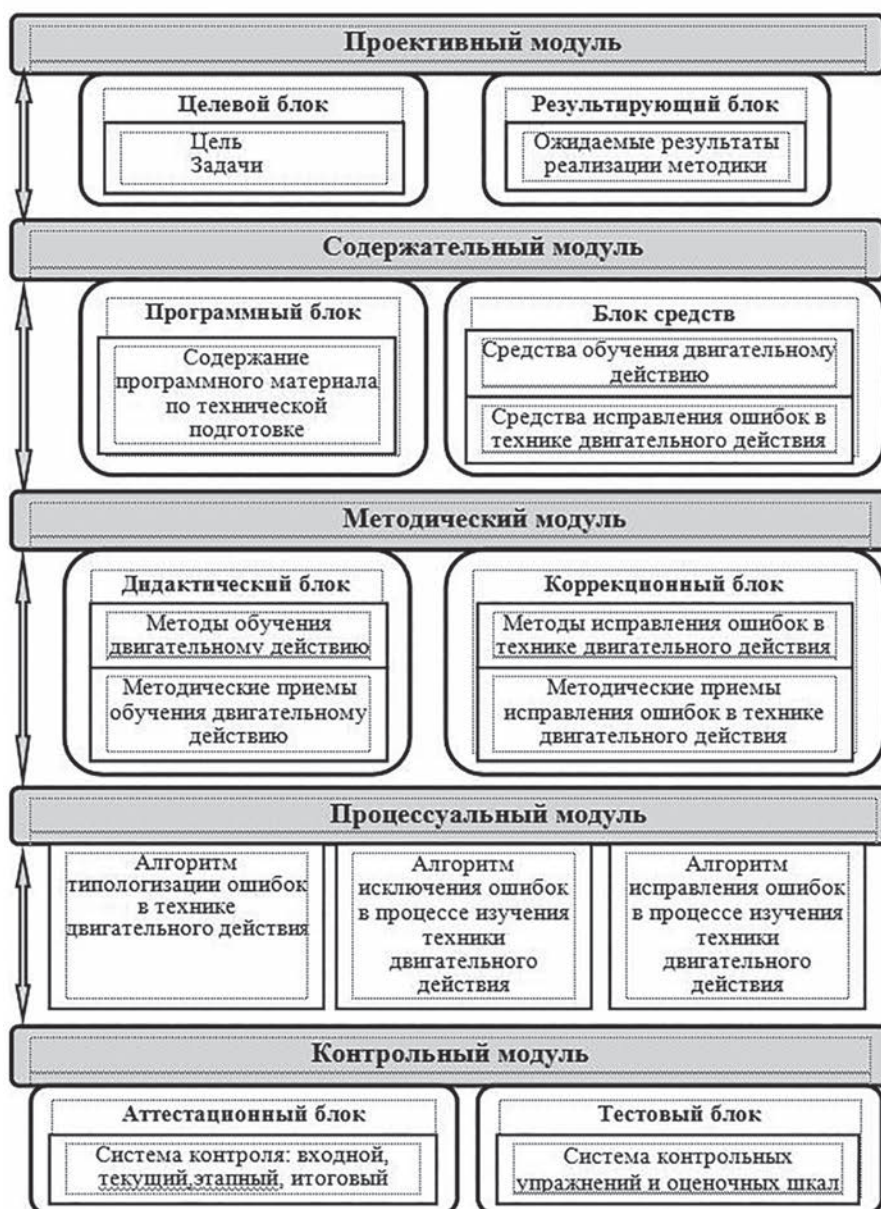 Проективный модуль
Целевой блок
Цель
Задачи
Результирующий блок
Ожидаемые результаты
реализации методики
Содержательный модуль
Программный блок
Содержание
программного материала
по технической
подготовке
Блок средств
Средства обучения двигательному
действию
Средства исправления ошибок в
технике двигательного действия
Методический модуль
Дидактический блок
Методы обучения
двигательному действию
Методические приемы
обучения двигательному
действию
Коррекционный блок
Методы исправления ошибок в
технике двигательного действия
Методические приемы
исправления ошибок в технике
двигательного действия
Процессуальный модуль
Алгоритм
типологизации ошибок
в технике
двигательного действия
Алгоритм
исключения ошибок
в процессе изучения
техники
двигательного
действия
Алгоритм
исправления ошибок
в процессе изучения
техники
двигательного
действия
Контрольный модуль
Аттестационный блок
Система контроля: входной,
текущий,этапный, итоговый
Тестовый блок
Система контрольных
упражнений и оценочных шкал